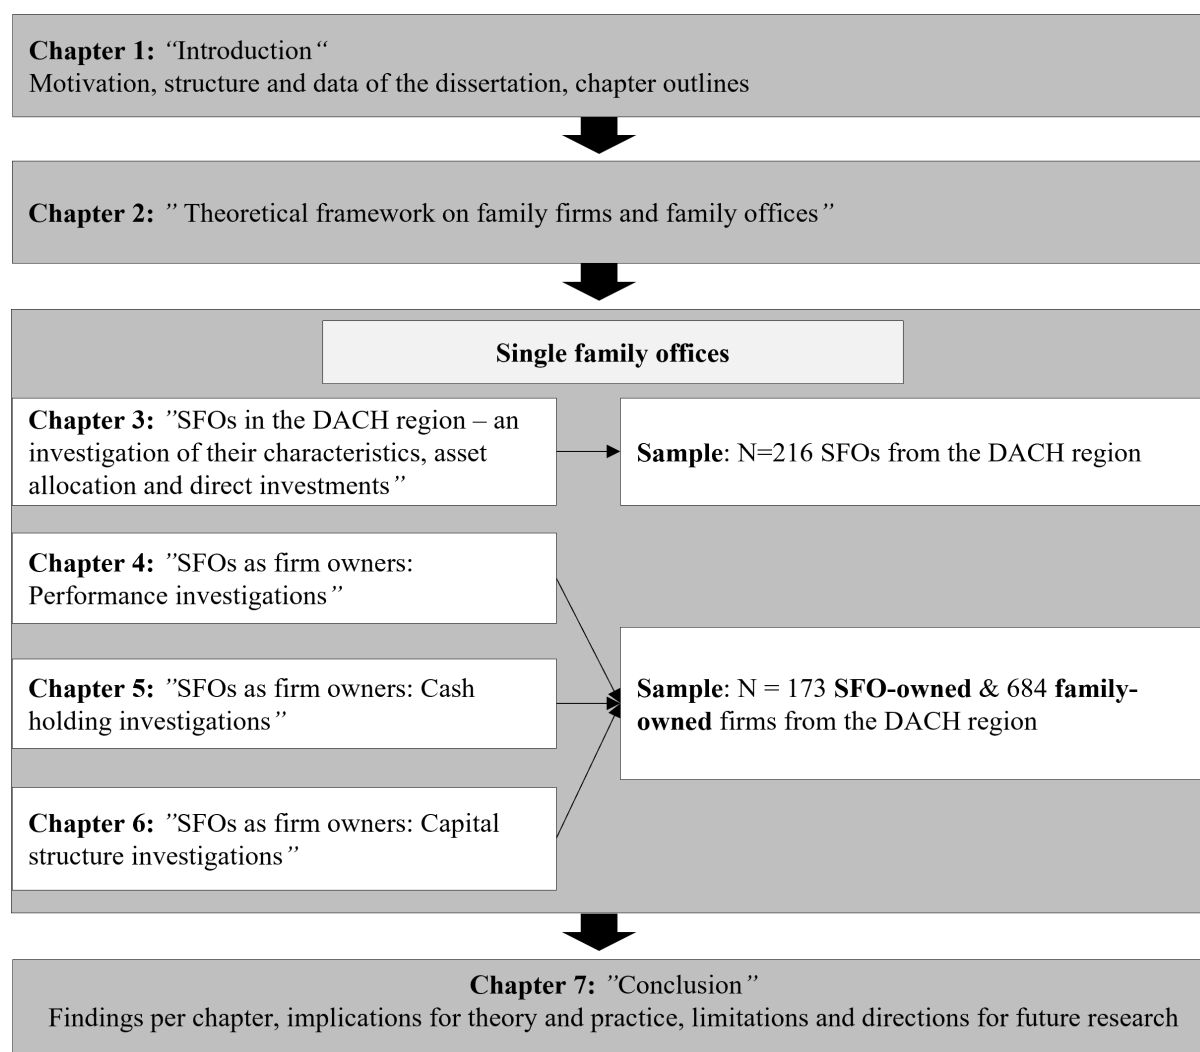 Chapter 1: ”Introduction“
Motivation, structure and data of the dissertation, chapter outlines
Chapter 2: ” Theoretical framework on family firms and family offices”
Single family offices
Chapter 3: ”SFOs in the DACH region – an
investigation of their characteristics, asset
allocation and direct investments”
Sample: N=216 SFOs from the DACH region
Chapter 4: ”SFOs as firm owners:
Performance investigations”
Chapter 5: ”SFOs as firm owners: Cash
holding investigations”
Sample: N = 173 SFO-owned & 684 family-
owned firms from the DACH region
Chapter 6: ”SFOs as firm owners: Capital
structure investigations”
Chapter 7: ”Conclusion”
Findings per chapter, implications for theory and practice, limitations and directions for future research